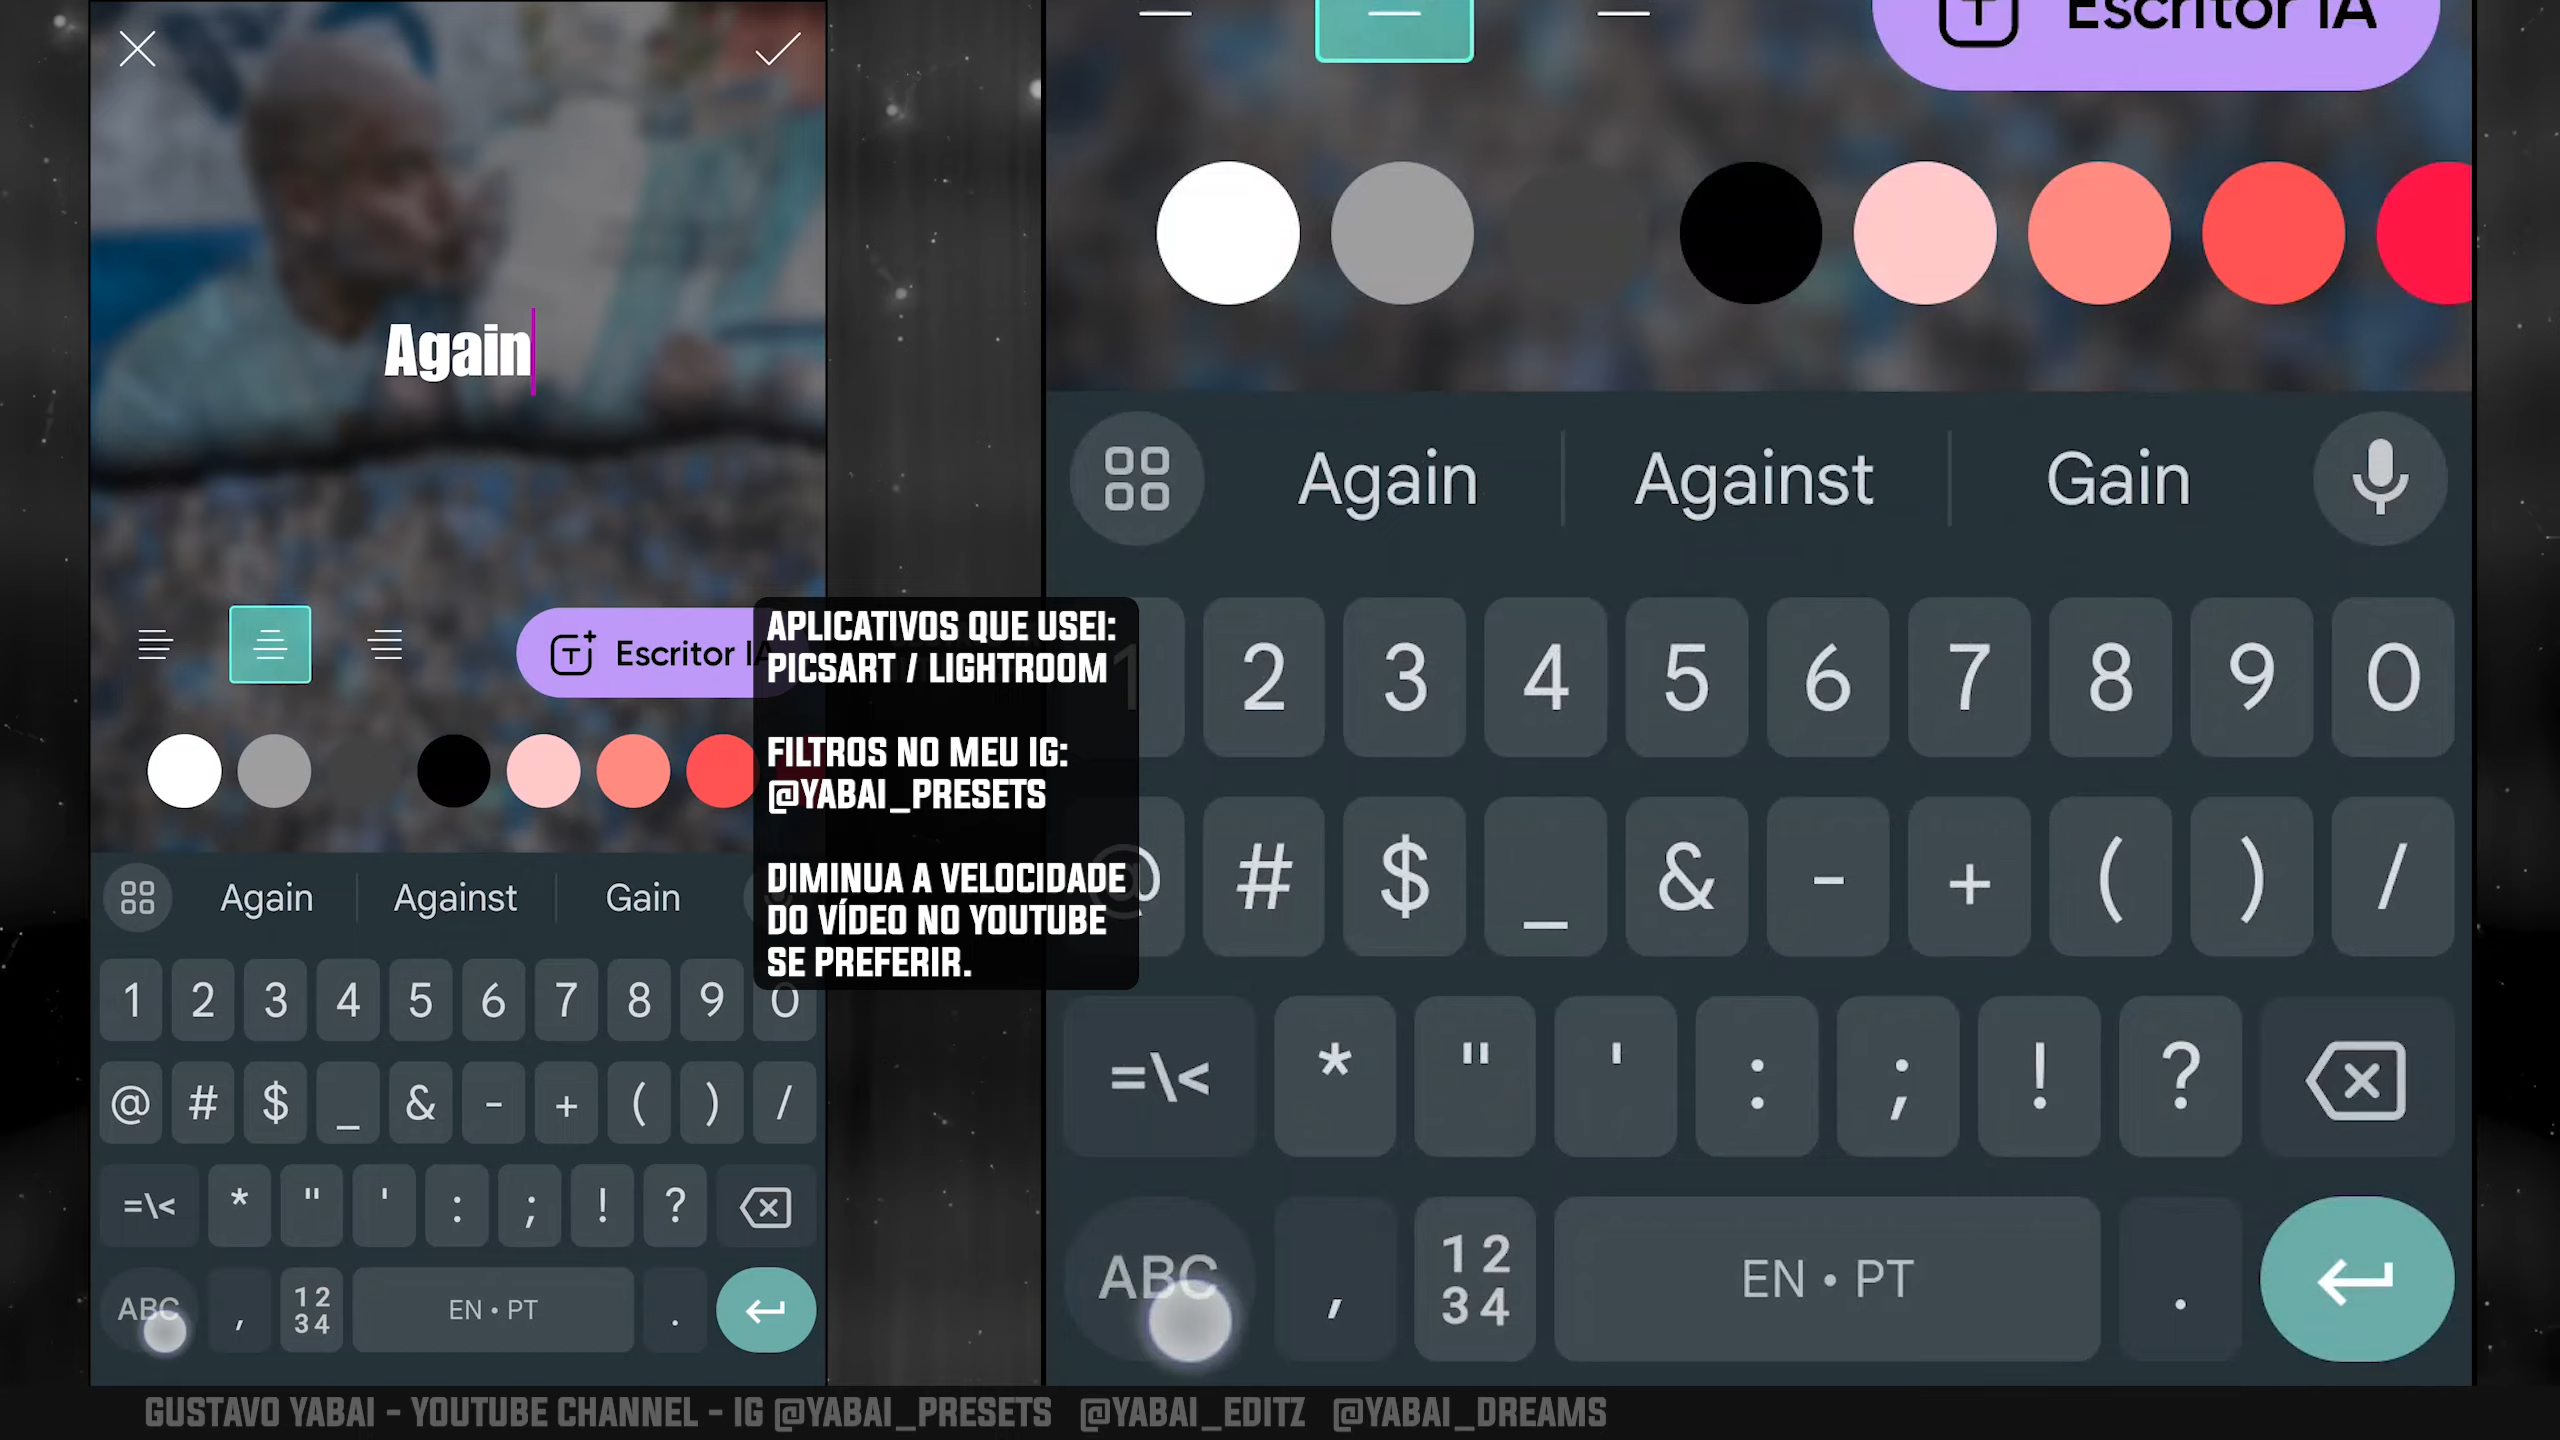 Again
Escritor IA
APLICATIVOS QUE USEI:
PICSART / LIGHTROOM
FILTROS NO MEU IG:
@YABAI_PRESETS
DIMINUA A VELOCIDADE
DO VÍDEO NO YOUTUBE
SE PREFERIR.
Again Against Gain
1 2 3 4 5 6 7 8 9 0
@ # $ _ & - + ( ) /
=\< * " ' : ; ! ?
ABC , 12 34 EN • PT .
Escritor IA
Again Against Gain
1 2 3 4 5 6 7 8 9 0
@ # $ _ & - + ( ) /
=\< * " ' : ; ! ?
ABC , 12 34 EN • PT .
GUSTAVO YABAI - YOUTUBE CHANNEL - IG @YABAI_PRESETS @YABAI_EDITZ @YABAI_DREAMS